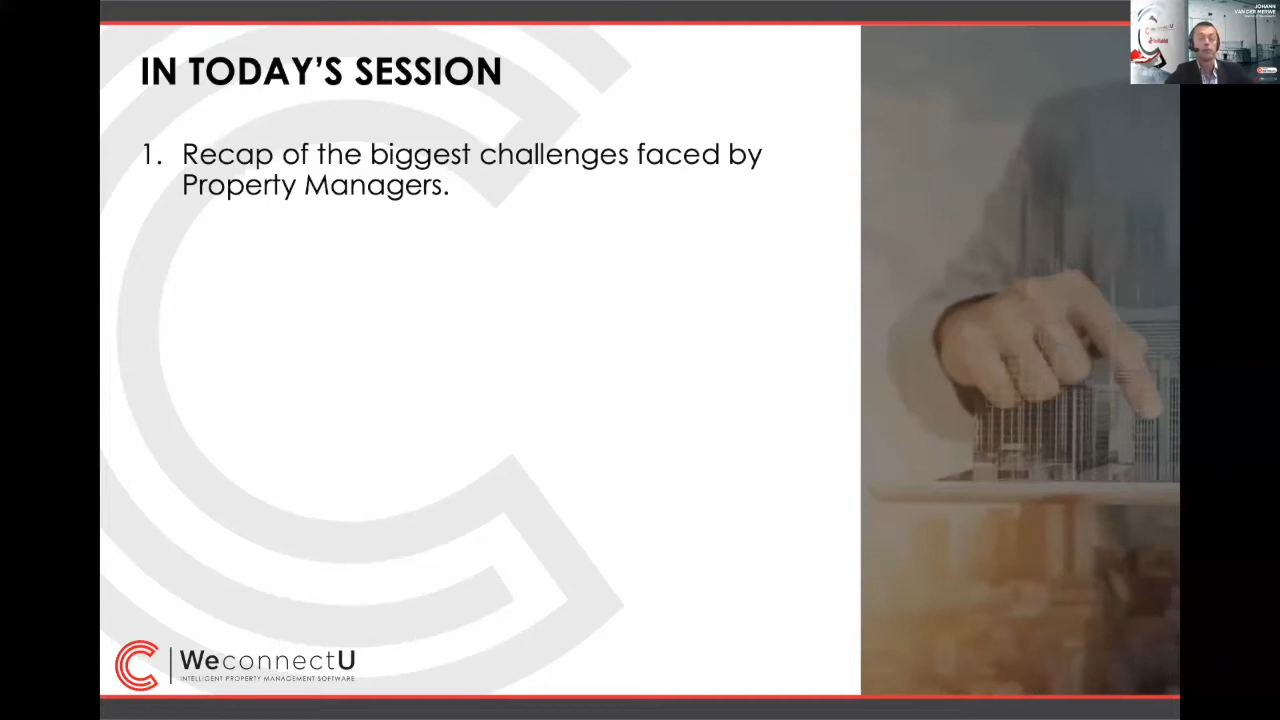 IN TODAY'S SESSION
1. Recap of the biggest challenges faced by
Property Managers.
WeconnectU
INTELLIGENT PROPERTY MANAGEMENT SOFTWARE
JOHANN
VAN DER MERWE